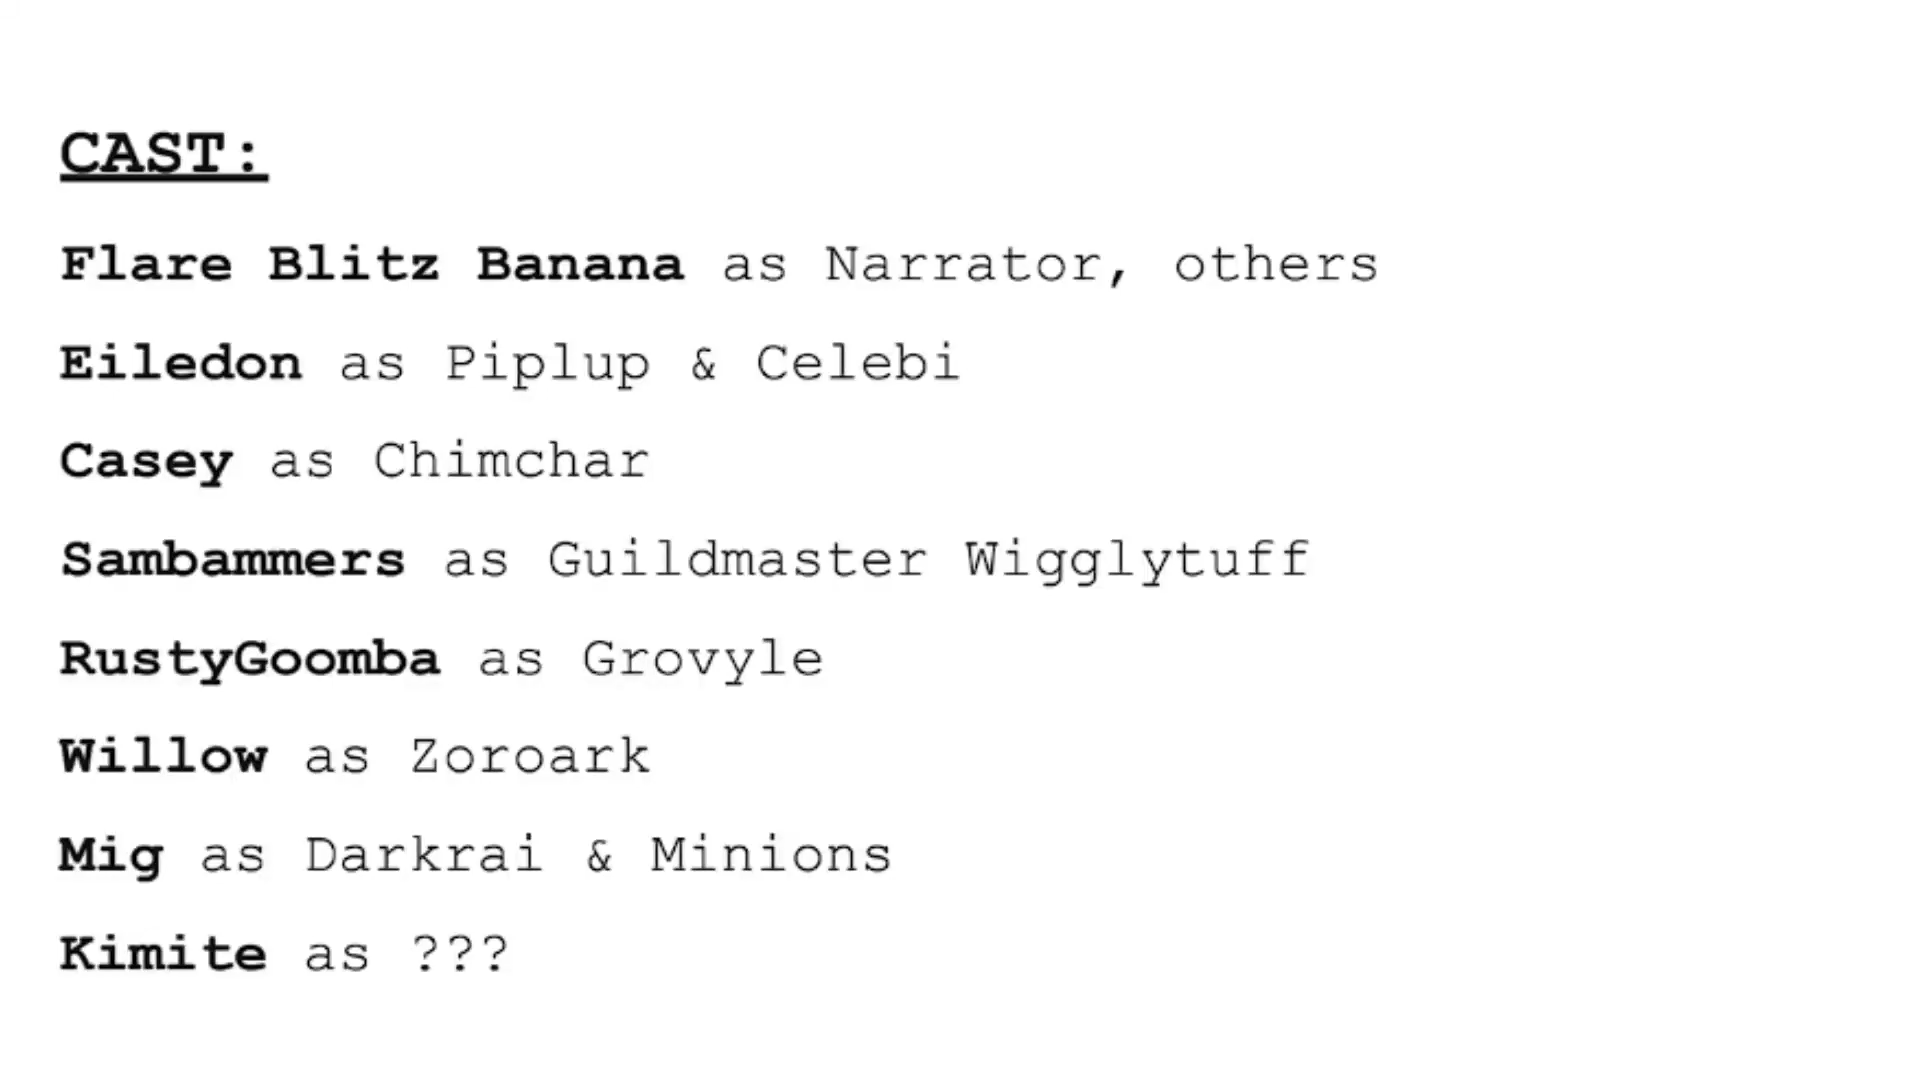 CAST:
Flare Blitz Banana as Narrator, others
Eiledon as Piplup & Celebi
Casey as Chimchar
Sambammers as Guildmaster Wigglytuff
RustyGoomba as Grovyle
Willow as Zoroark
Mig as Darkrai & Minions
Kimite as ???